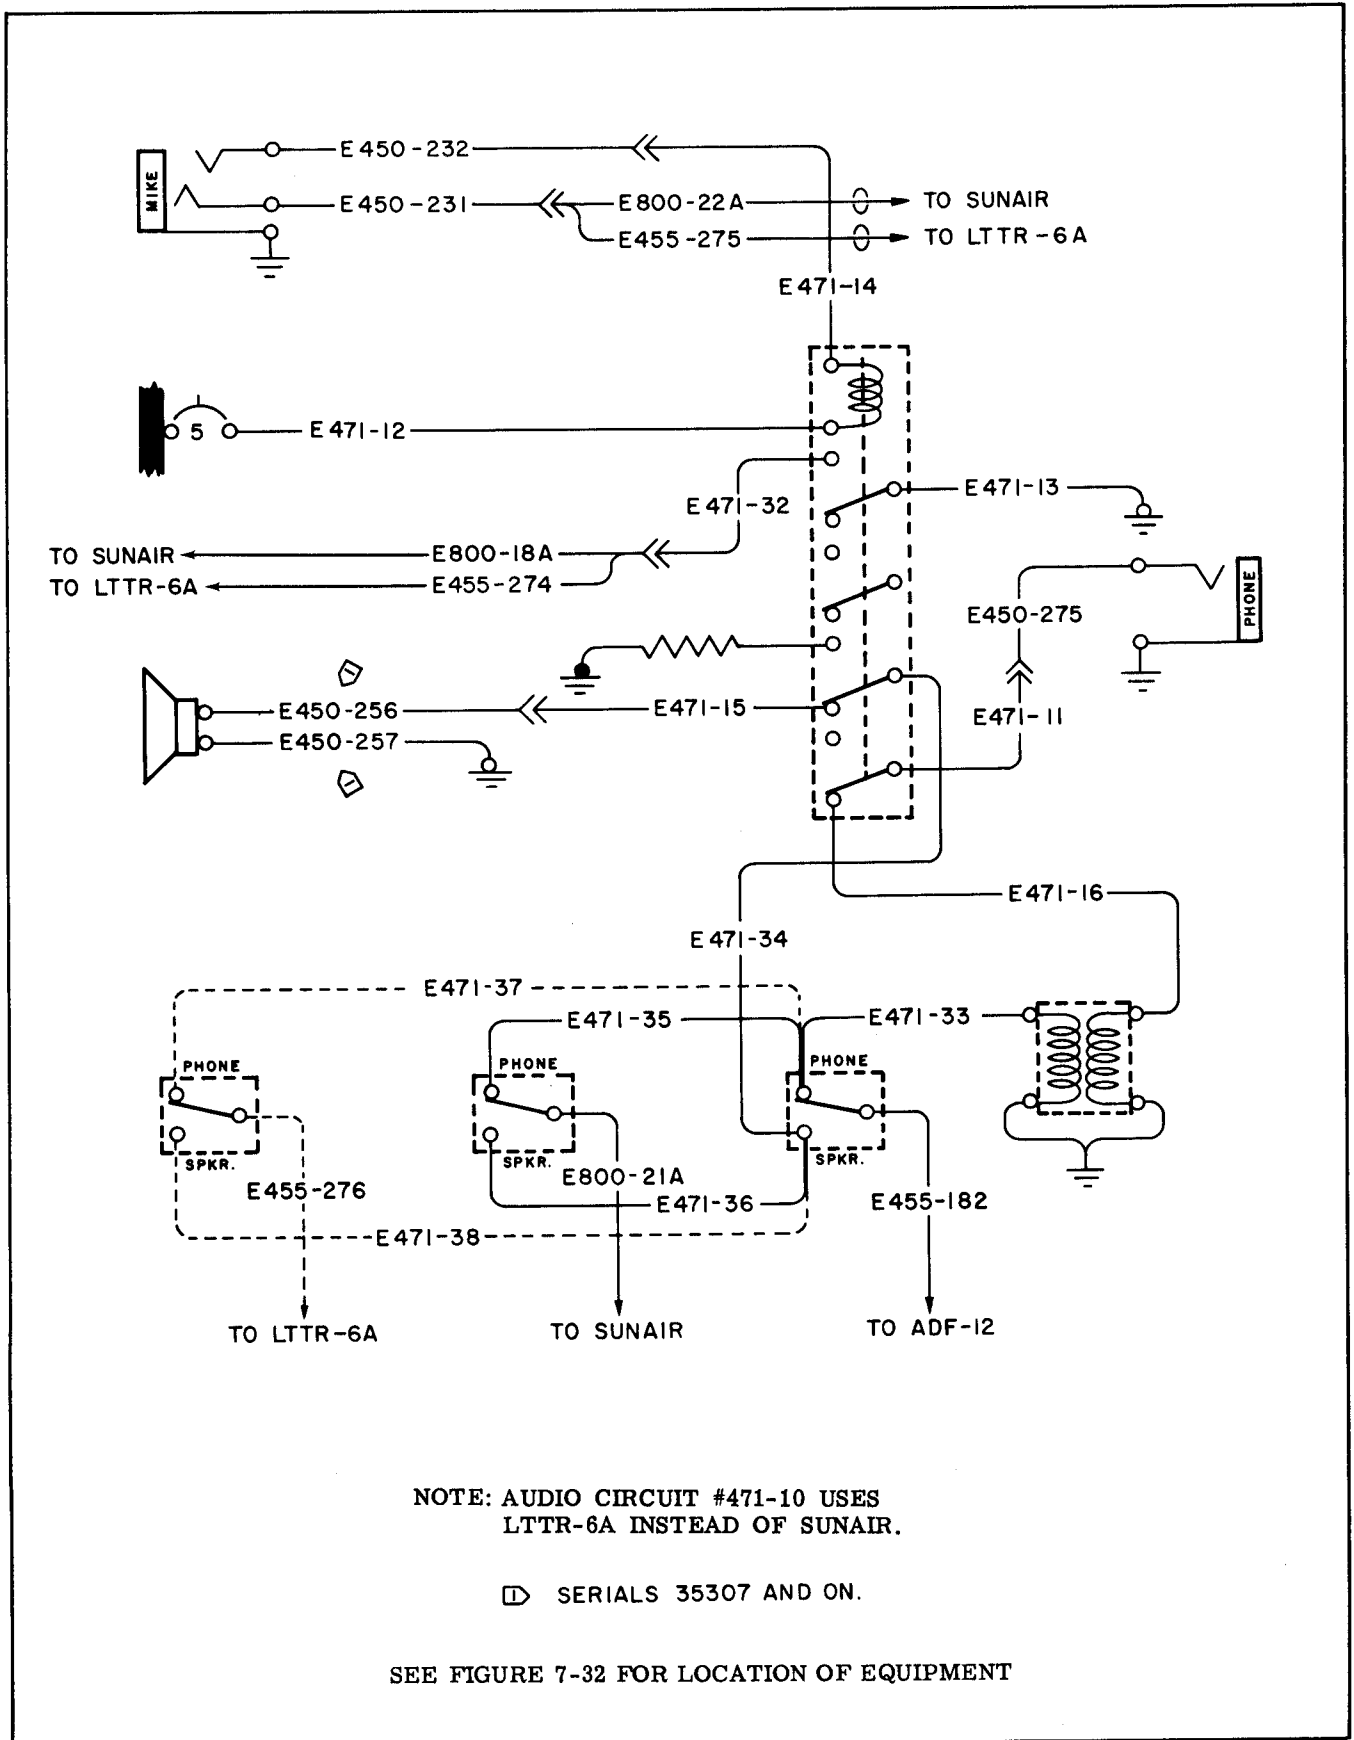 E450-232
MIKE
E450-231
E800-22A
TO SUNAIR
E455-275
TO LTTR-6A
E471-14
5
E471-12
E471-32
E471-13
TO SUNAIR
E800-18A
TO LTTR-6A
E455-274
E450-275
PHONE
1
E450-256
E471-15
E471-11
E450-257
1
E471-16
E471-34
E471-37
E471-35
E471-33
PHONE
PHONE
PHONE
SPKR.
SPKR.
SPKR.
E455-276
E800-21A
E471-36
E455-182
E471-38
TO LTTR-6A
TO SUNAIR
TO ADF-12
NOTE: AUDIO CIRCUIT #471-10 USES
LTTR-6A INSTEAD OF SUNAIR.
1 SERIALS 35307 AND ON.
SEE FIGURE 7-32 FOR LOCATION OF EQUIPMENT